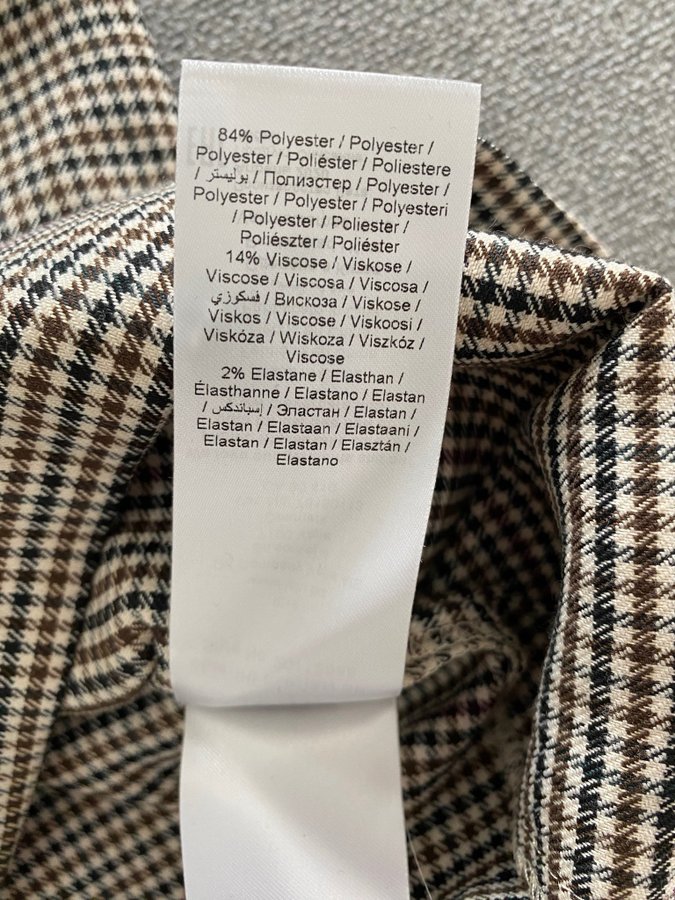 84% Polyester / Polyester /
Polyester / Poliéster / Poliestere
/ بوليستر / Полиэстер / Polyester /
Polyester / Polyester / Polyesteri
/ Polyester / Poliester /
Poliészter / Poliéster
14% Viscose / Viskose /
Viscose / Viscosa / Viscosa /
فسكوزي / Вискоза / Viskose /
Viskos / Viscose / Viskoosi /
Viskóza / Wiskoza / Viszkóz /
Viscose
2% Elastane / Elasthan /
Élasthanne / Elastano / Elastan
/ إسباندكس / Эластан / Elastan /
Elastan / Elastaan / Elastaani /
Elastan / Elastan / Elasztán /
Elastano